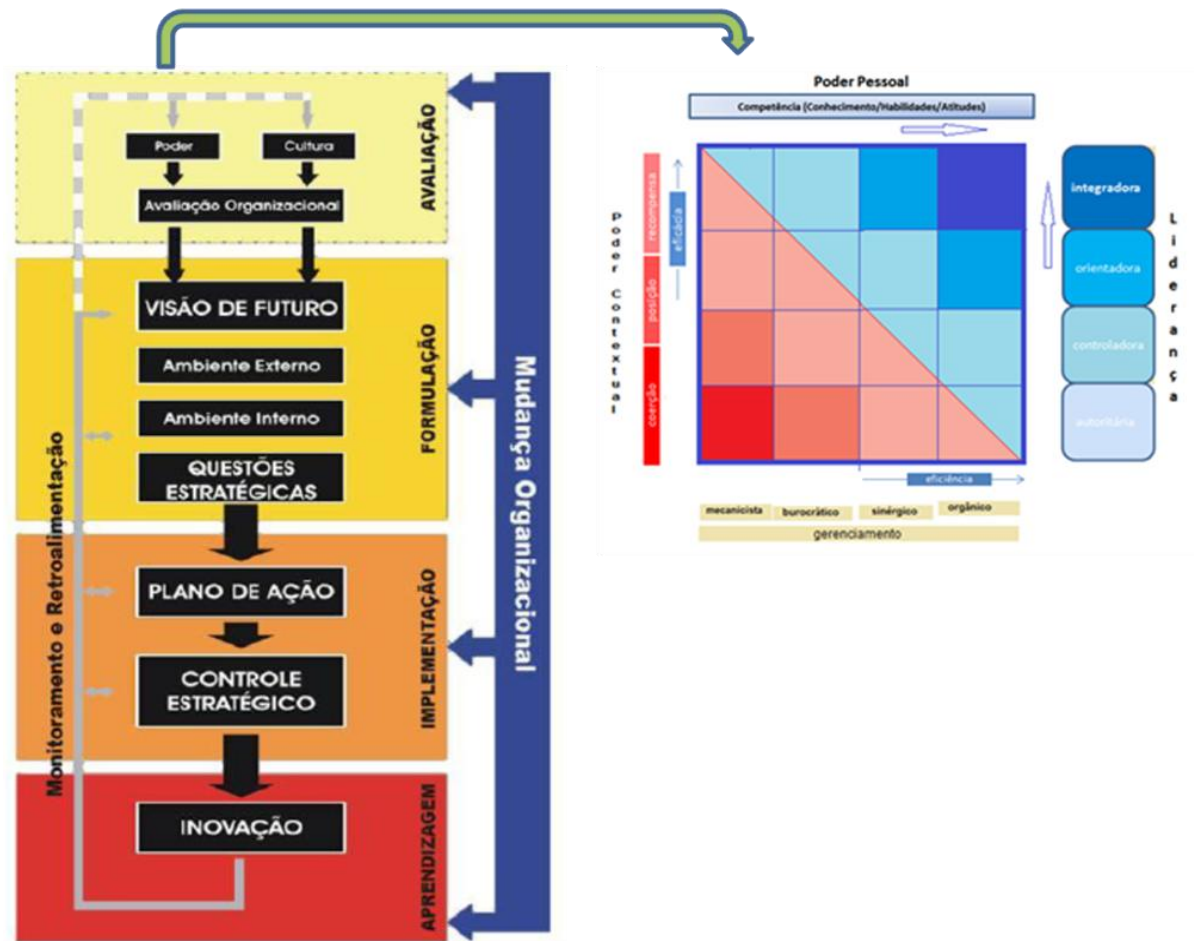 Poder
Cultura
Avaliação Organizacional
AVALIAÇÃO
VISÃO DE FUTURO
Ambiente Externo
Ambiente Interno
QUESTÕES
ESTRATÉGICAS
FORMULAÇÃO
PLANO DE AÇÃO
CONTROLE
ESTRATÉGICO
IMPLEMENTAÇÃO
INOVAÇÃO
APRENDIZAGEM
Monitoramento e Retroalimentação
Mudança Organizacional
Poder Pessoal
Competência (Conhecimento/Habilidades/Atitudes)
Poder Contextual
recompensa
posição
coerção
eficácia
integradora
orientadora
controladora
autoritária
Liderança
eficiência
mecanicista
burocrático
sinérgico
orgânico
gerenciamento